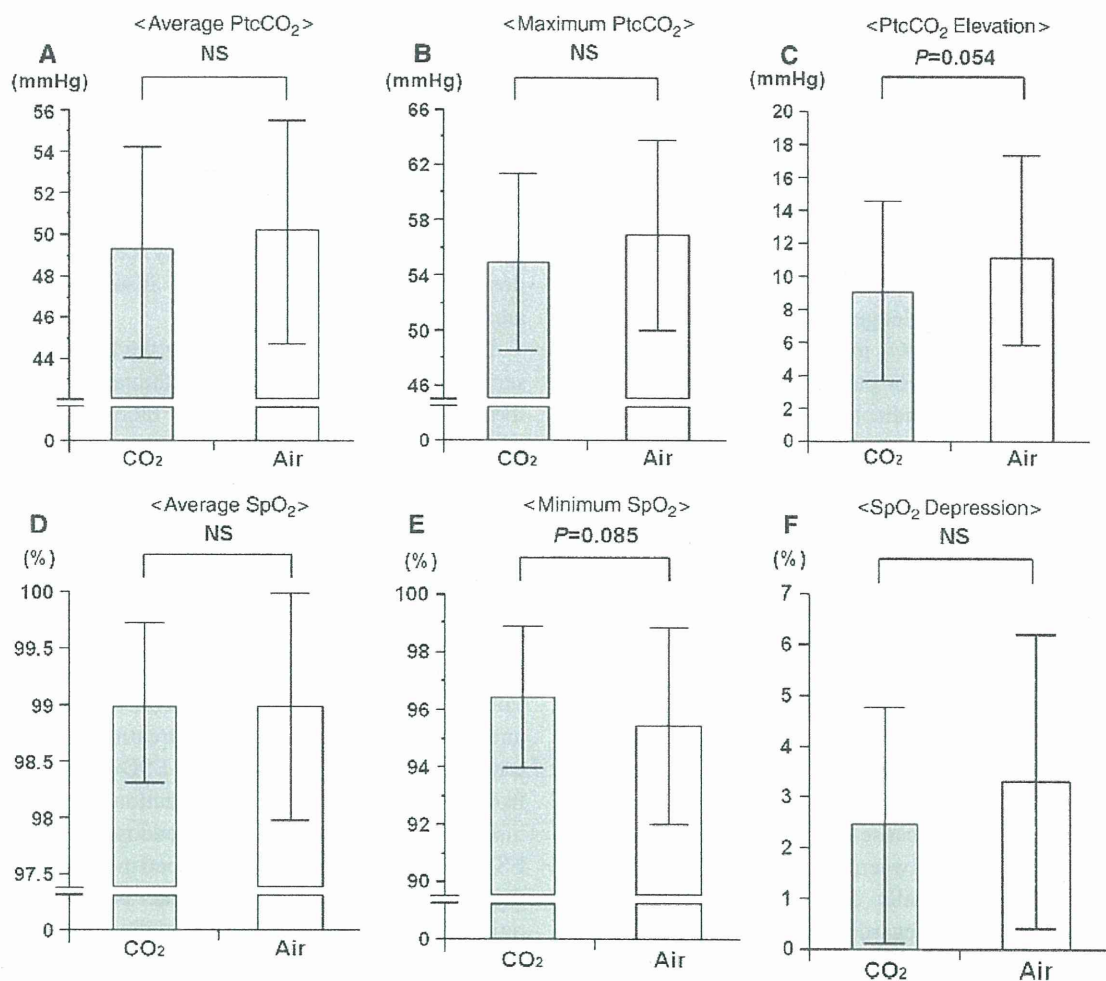 <Average PtcCO₂>
A
NS
(mmHg)
56
54
52
50
48
46
44
0
CO₂
Air
<Maximum PtcCO₂>
B
NS
(mmHg)
66
62
58
54
50
46
0
CO₂
Air
<PtcCO₂ Elevation>
C
P=0.054
(mmHg)
20
18
16
14
12
10
8
6
4
2
0
CO₂
Air
<Average SpO₂>
D
NS
(%)
100
99.5
99
98.5
98
97.5
0
CO₂
Air
<Minimum SpO₂>
E
P=0.085
(%)
100
98
96
94
92
90
0
CO₂
Air
<SpO₂ Depression>
F
NS
(%)
7
6
5
4
3
2
1
0
CO₂
Air